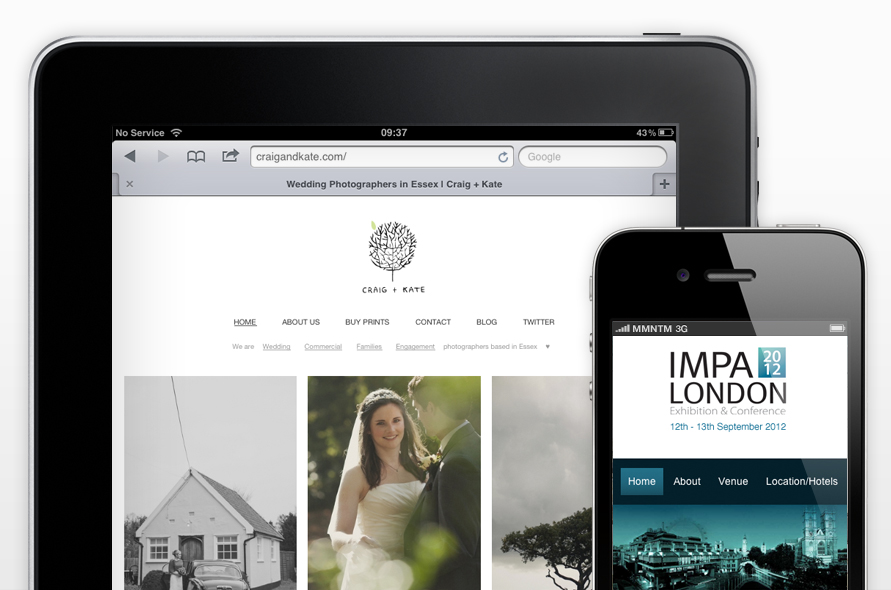 No Service 09:37 43%
craigandkate.com/ Google
Wedding Photographers in Essex | Craig + Kate
CRAIG + KATE
HOME ABOUT US BUY PRINTS CONTACT BLOG TWITTER
We are Wedding Commercial Families Engagement photographers based in Essex ♥
MMNTM 3G
IMPA 20
12
LONDON
Exhibition & Conference
12th - 13th September 2012
Home About Venue Location/Hotels